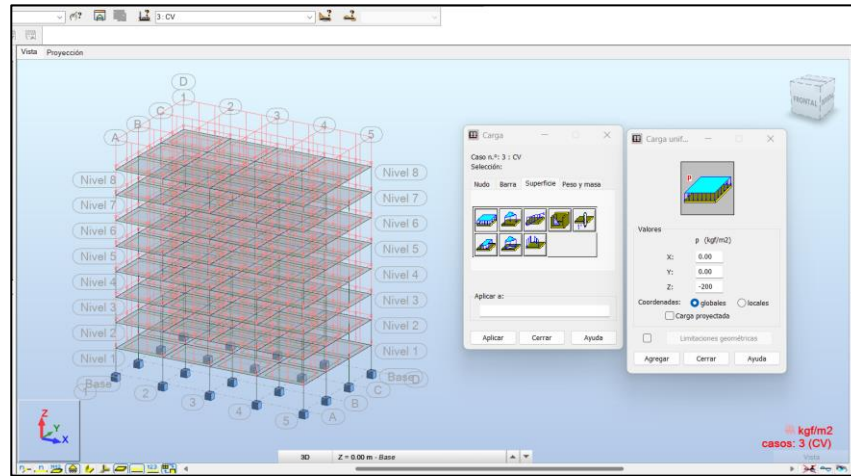 3 : CV
Vista Proyección
D
1
C
2
B
3
A
4
5
Nivel 8 Nivel 8
Nivel 7 Nivel 7
Nivel 6 Nivel 6
Nivel 5 Nivel 5
Nivel 4 Nivel 4
Nivel 3 Nivel 3
Nivel 2 Nivel 2
Nivel 1 Nivel 1
Base
D
C
B
A
1
2
3
4
5
Z
Y
X
FRONTAL
Carga
Caso n.º: 3 : CV
Selección:
Nudo Barra Superficie Peso y masa
Aplicar a:
Aplicar Cerrar Ayuda
Carga unif...
P
Valores
p (kgf/m2)
X: 0.00
Y: 0.00
Z: -200
Coordenadas: globales locales
Carga proyectada
Limitaciones geométricas
Agregar Cerrar Ayuda
kgf/m2
casos: 3 (CV)
3D Z = 0.00 m - Base
Vista